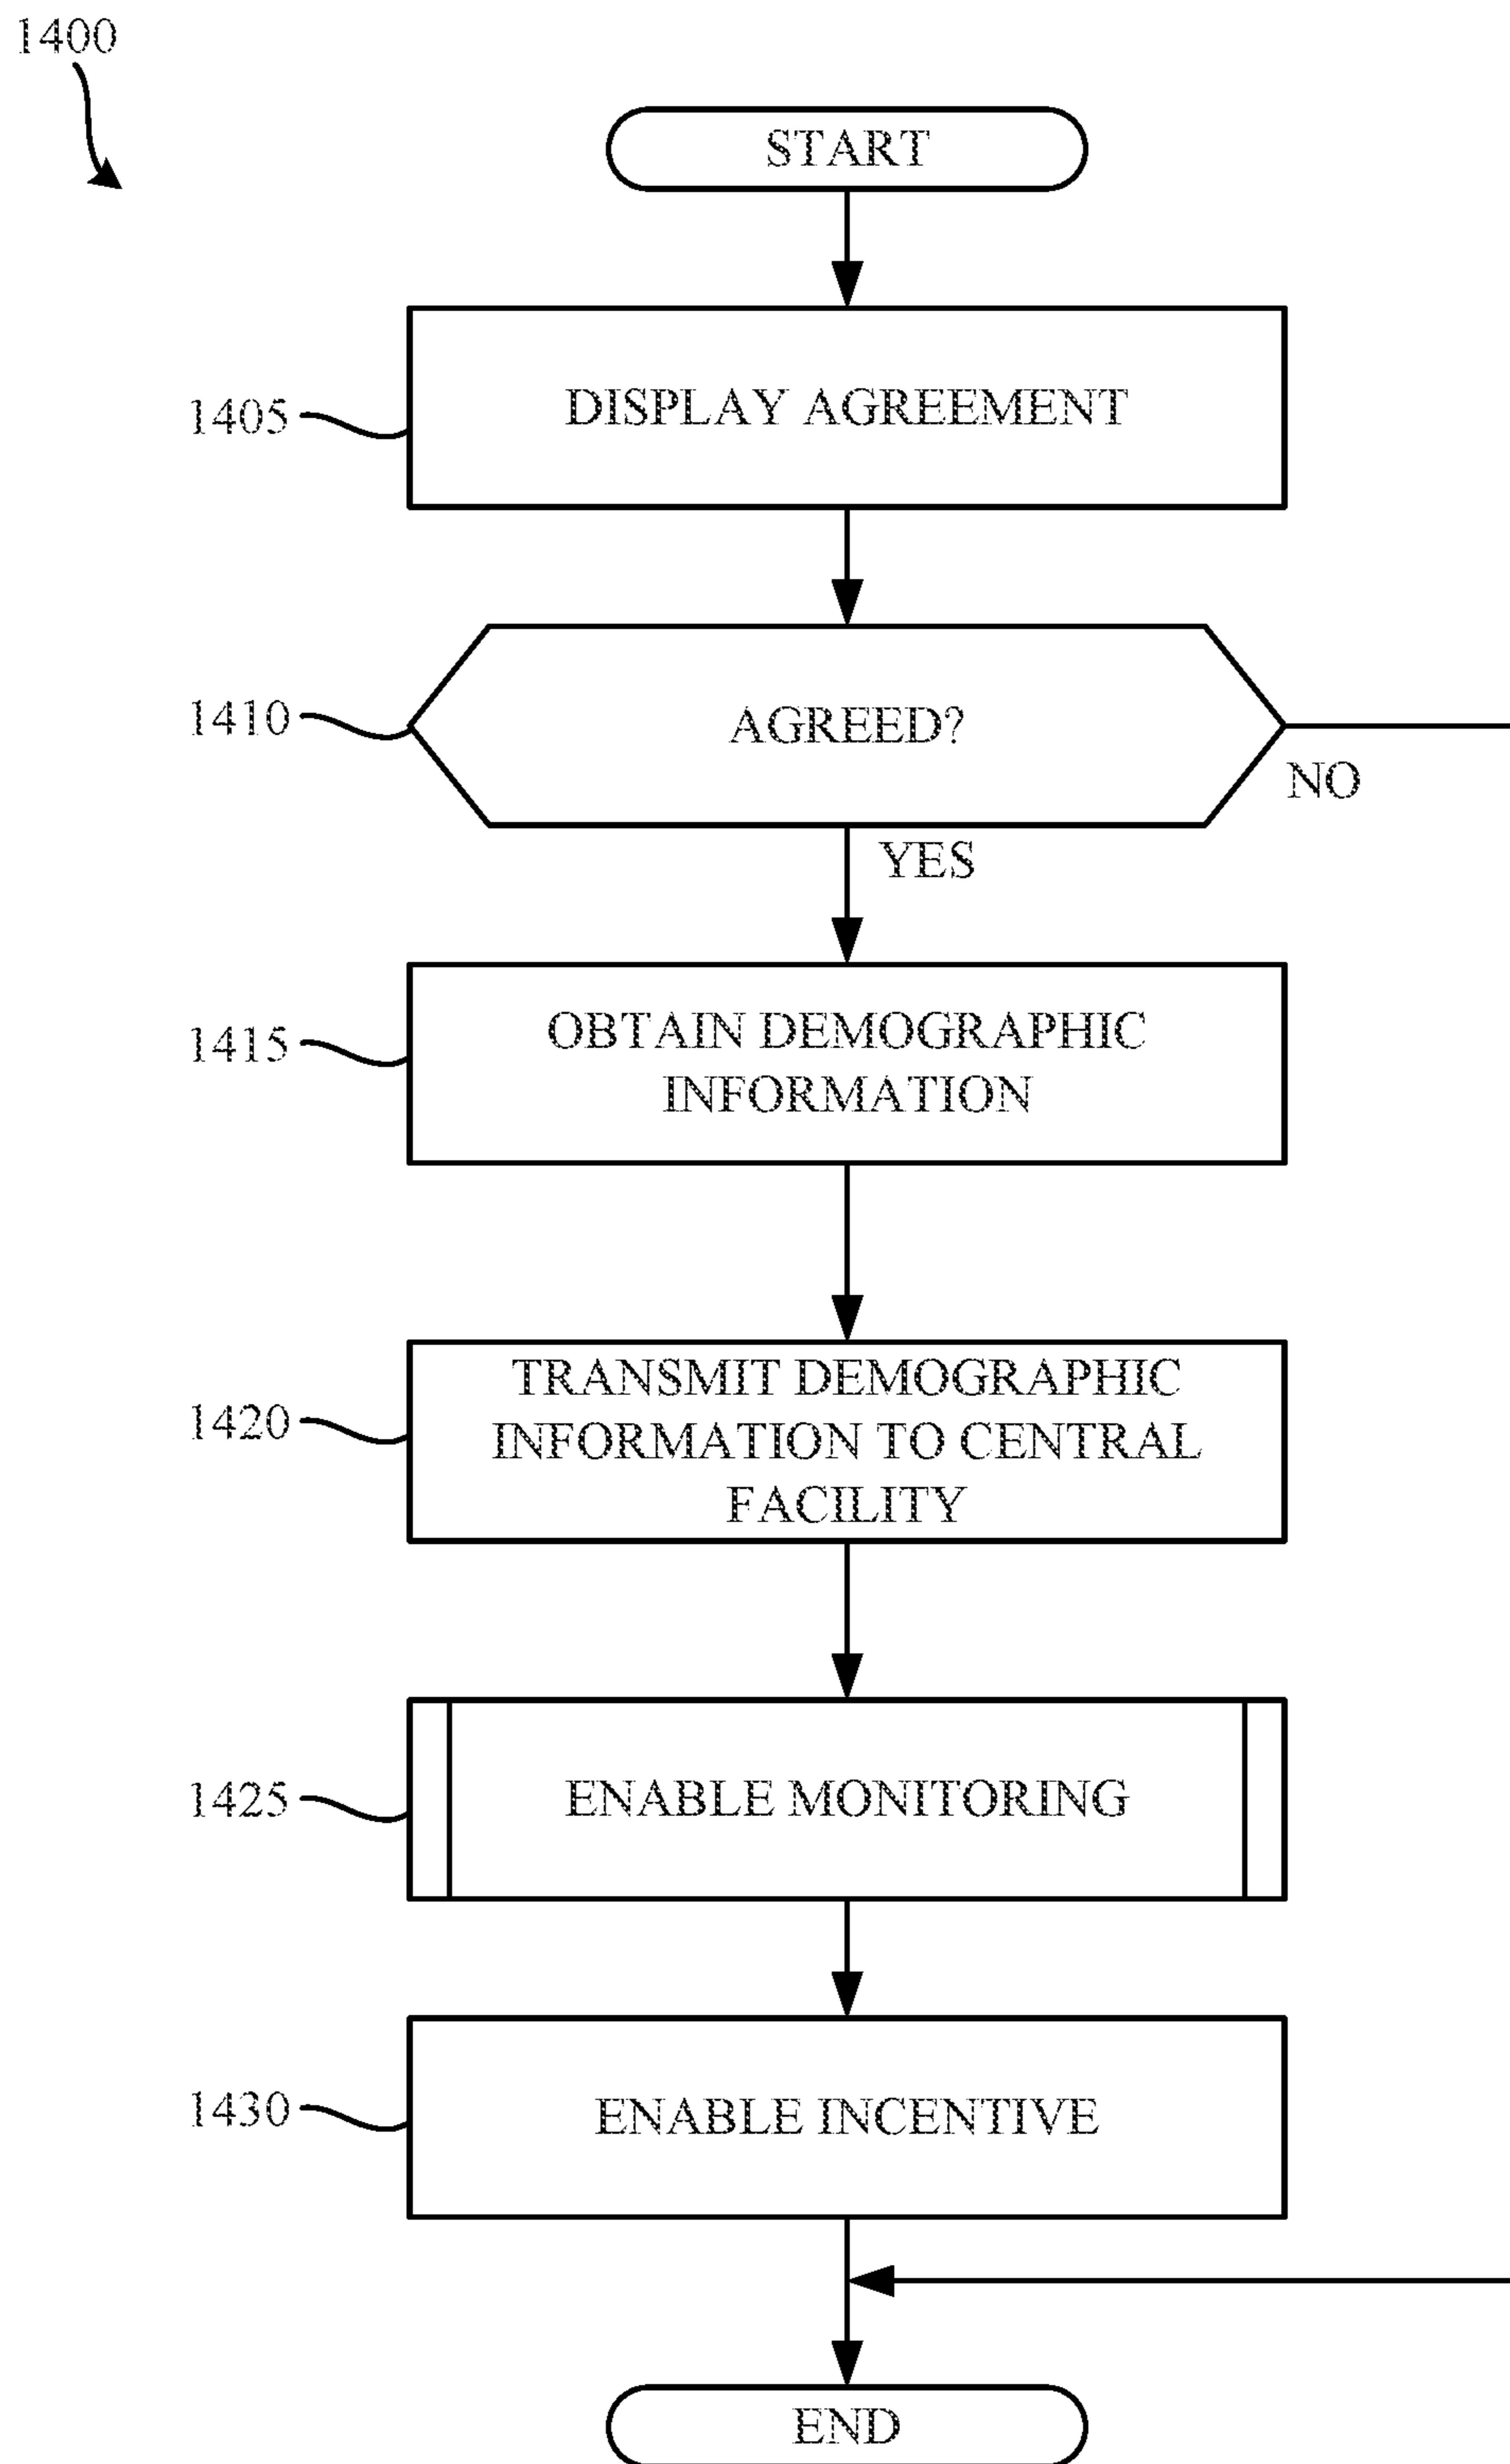 1400
START
1405
DISPLAY AGREEMENT
1410
AGREED?
NO
YES
1415
OBTAIN DEMOGRAPHIC
INFORMATION
1420
TRANSMIT DEMOGRAPHIC
INFORMATION TO CENTRAL
FACILITY
1425
ENABLE MONITORING
1430
ENABLE INCENTIVE
END